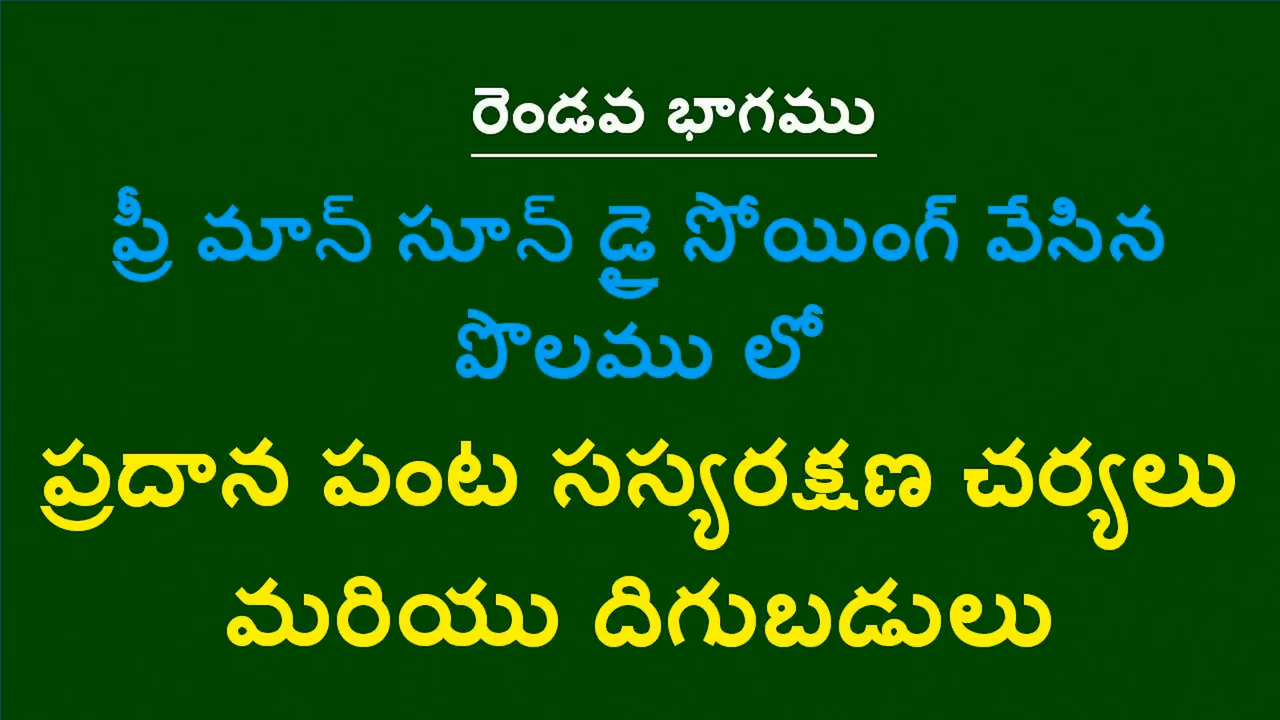 రెండవ భాగము
ప్రీ మాన్ సూన్ డ్రై సోయింగ్ వేసిన
పొలము లో
ప్రదాన పంట సస్యరక్షణ చర్యలు
మరియు దిగుబడులు